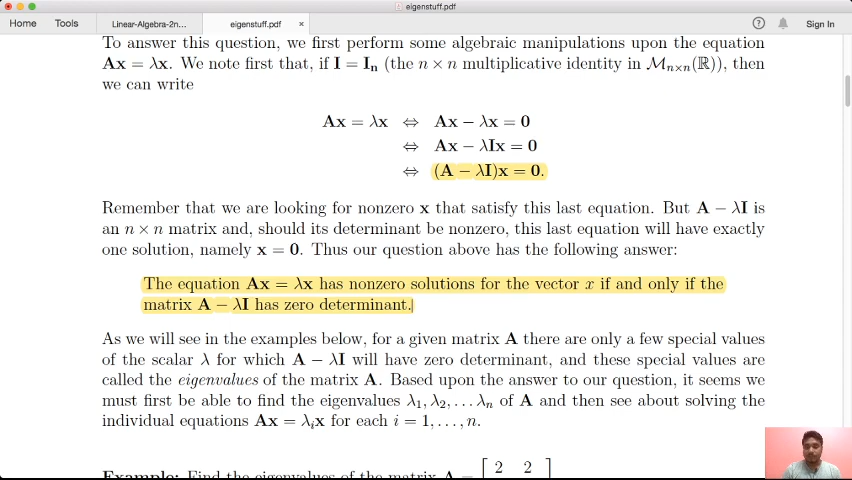 eigenstuff.pdf
Home Tools Linear-Algebra-2n... eigenstuff.pdf × Sign In
To answer this question, we first perform some algebraic manipulations upon the equation
Ax = λx. We note first that, if I = Iₙ (the n × n multiplicative identity in ℳₙₓₙ(ℝ)), then
we can write
Ax = λx ⇔ Ax − λx = 0
⇔ Ax − λIx = 0
⇔ (A − λI)x = 0.
Remember that we are looking for nonzero x that satisfy this last equation. But A − λI is
an n × n matrix and, should its determinant be nonzero, this last equation will have exactly
one solution, namely x = 0. Thus our question above has the following answer:
The equation Ax = λx has nonzero solutions for the vector x if and only if the
matrix A − λI has zero determinant.
As we will see in the examples below, for a given matrix A there are only a few special values
of the scalar λ for which A − λI will have zero determinant, and these special values are
called the eigenvalues of the matrix A. Based upon the answer to our question, it seems we
must first be able to find the eigenvalues λ₁, λ₂, . . . λₙ of A and then see about solving the
individual equations Ax = λᵢx for each i = 1, . . . , n.
Example: Find the eigenvalues of the matrix A = [ 2 2 ]